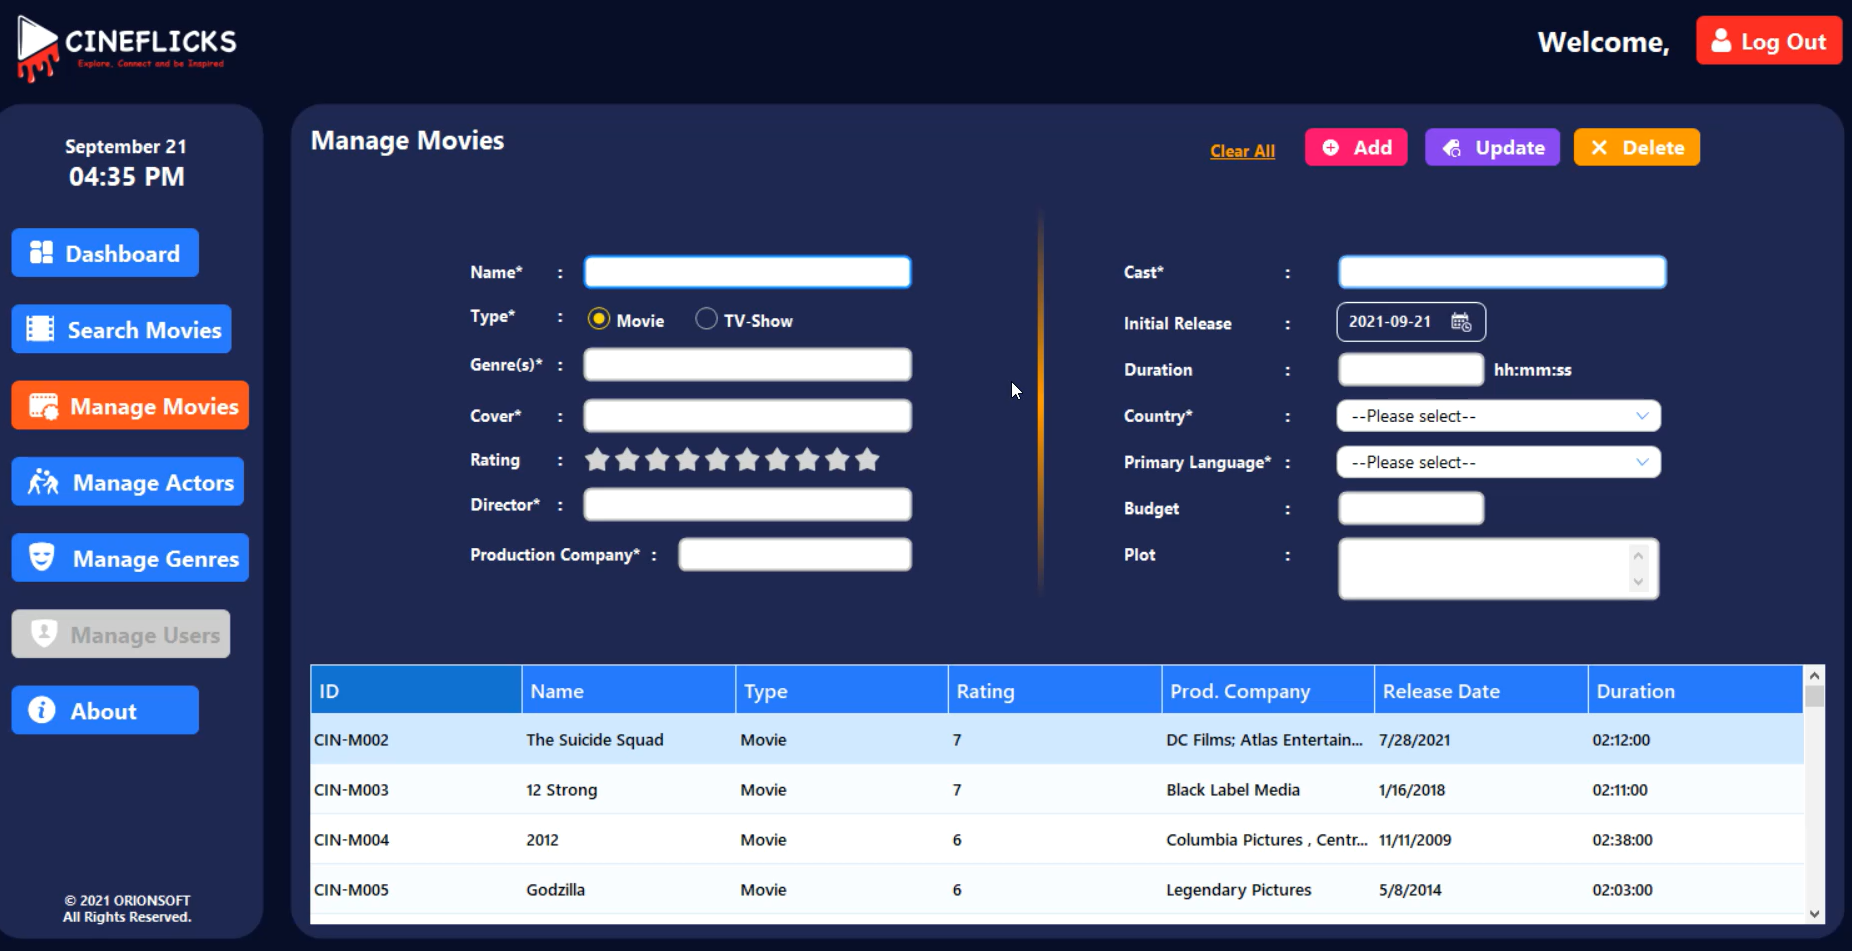 CINEFLICKS
Explore, Connect and be Inspired
Welcome,
Log Out
September 21
04:35 PM
Dashboard
Search Movies
Manage Movies
Manage Actors
Manage Genres
Manage Users
About
© 2021 ORIONSOFT
All Rights Reserved.
Manage Movies
Clear All
Add
Update
Delete
Name* :
Type* : Movie TV-Show
Genre(s)* :
Cover* :
Rating :
Director* :
Production Company* :
Cast* :
Initial Release : 2021-09-21
Duration : hh:mm:ss
Country* : --Please select--
Primary Language* : --Please select--
Budget :
Plot :
ID Name Type Rating Prod. Company Release Date Duration
CIN-M002 The Suicide Squad Movie 7 DC Films; Atlas Entertain... 7/28/2021 02:12:00
CIN-M003 12 Strong Movie 7 Black Label Media 1/16/2018 02:11:00
CIN-M004 2012 Movie 6 Columbia Pictures , Centr... 11/11/2009 02:38:00
CIN-M005 Godzilla Movie 6 Legendary Pictures 5/8/2014 02:03:00